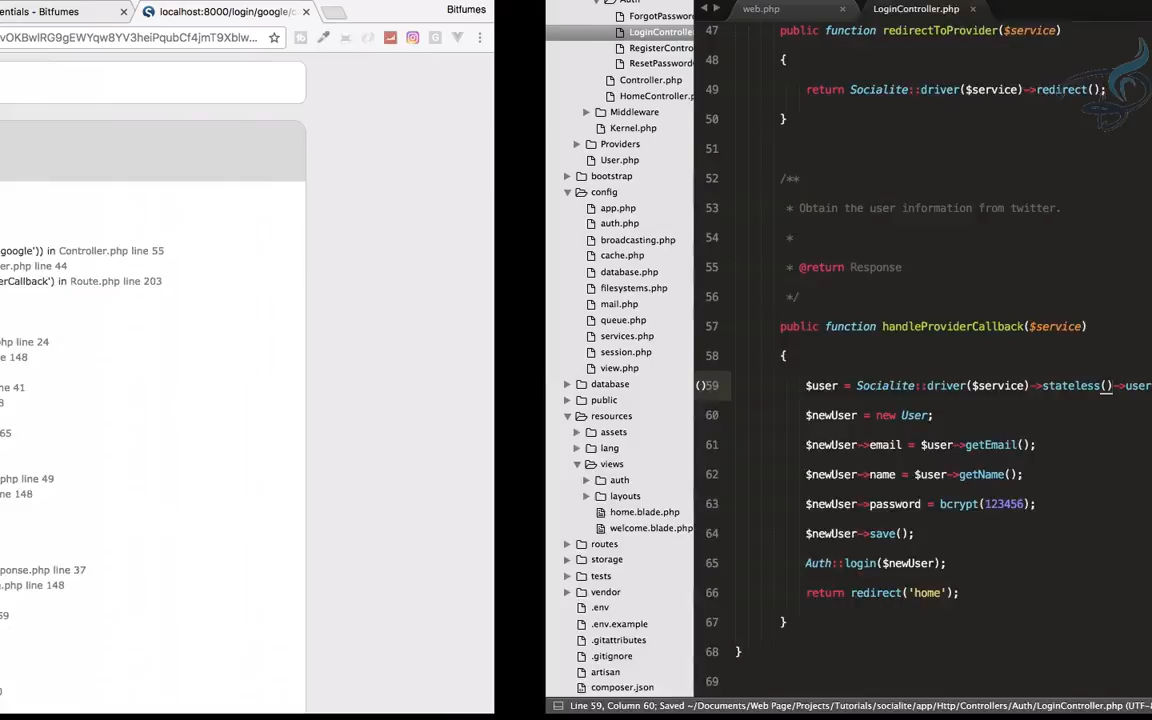 entials - Bitfumes
localhost:8000/login/google/c
Bitfumes
vOKBwlRG9gEWYqw8YV3heiPqubCf4jmT9Xblw...
google')) in Controller.php line 55
er.php line 44
erCallback') in Route.php line 203
php line 24
e 148
ne 41
8
65
php line 49
ne 148
onse.php line 37
.php line 148
69
0
Auth
ForgotPassword
LoginControlle
RegisterContro
ResetPassword
Controller.php
HomeController.p
Middleware
Kernel.php
Providers
User.php
bootstrap
config
app.php
auth.php
broadcasting.php
cache.php
database.php
filesystems.php
mail.php
queue.php
services.php
session.php
view.php
database
public
resources
assets
lang
views
auth
layouts
home.blade.php
welcome.blade.php
routes
storage
tests
vendor
.env
.env.example
.gitattributes
.gitignore
artisan
composer.json
web.php
LoginController.php
47 public function redirectToProvider($service)
48 {
49 return Socialite::driver($service)->redirect();
50 }
51
52 /**
53 * Obtain the user information from twitter.
54 *
55 * @return Response
56 */
57 public function handleProviderCallback($service)
58 {
()59 $user = Socialite::driver($service)->stateless()->user
60 $newUser = new User;
61 $newUser->email = $user->getEmail();
62 $newUser->name = $user->getName();
63 $newUser->password = bcrypt(123456);
64 $newUser->save();
65 Auth::login($newUser);
66 return redirect('home');
67 }
68 }
69
Line 59, Column 60; Saved ~/Documents/Web Page/Projects/Tutorials/socialite/app/Http/Controllers/Auth/LoginController.php (UTF-8